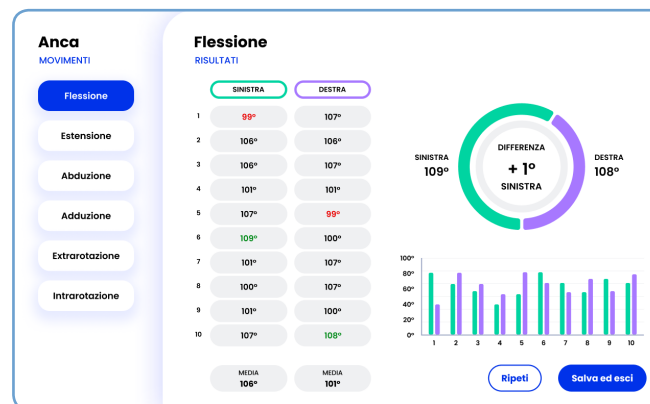 Anca
MOVIMENTI
Flessione
Estensione
Abduzione
Adduzione
Extrarotazione
Intrarotazione
Flessione
RISULTATI
SINISTRA DESTRA
1 99° 107°
2 106° 106°
3 106° 107°
4 101° 101°
5 107° 99°
6 109° 100°
7 101° 107°
8 100° 107°
9 101° 100°
10 107° 108°
MEDIA MEDIA
106° 101°
SINISTRA
109°
DIFFERENZA
+ 1°
SINISTRA
DESTRA
108°
100°
80°
60°
40°
20°
0°
1 2 3 4 5 6 7 8 9 10
Ripeti
Salva ed esci